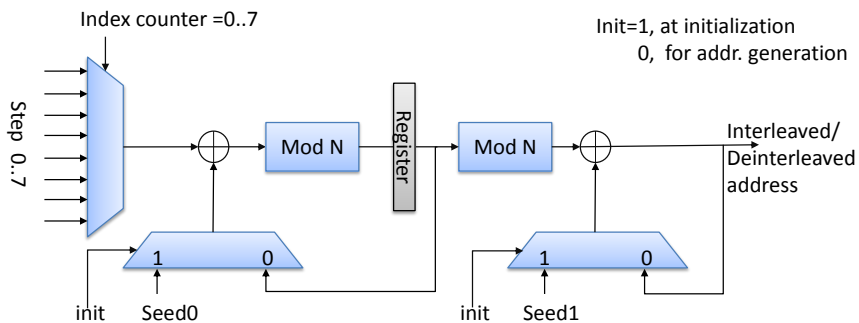 Index counter =0..7
Init=1, at initialization
0, for addr. generation
Step 0..7
Mod N
Register
Mod N
Interleaved/
Deinterleaved
address
1
0
1
0
init
Seed0
init
Seed1